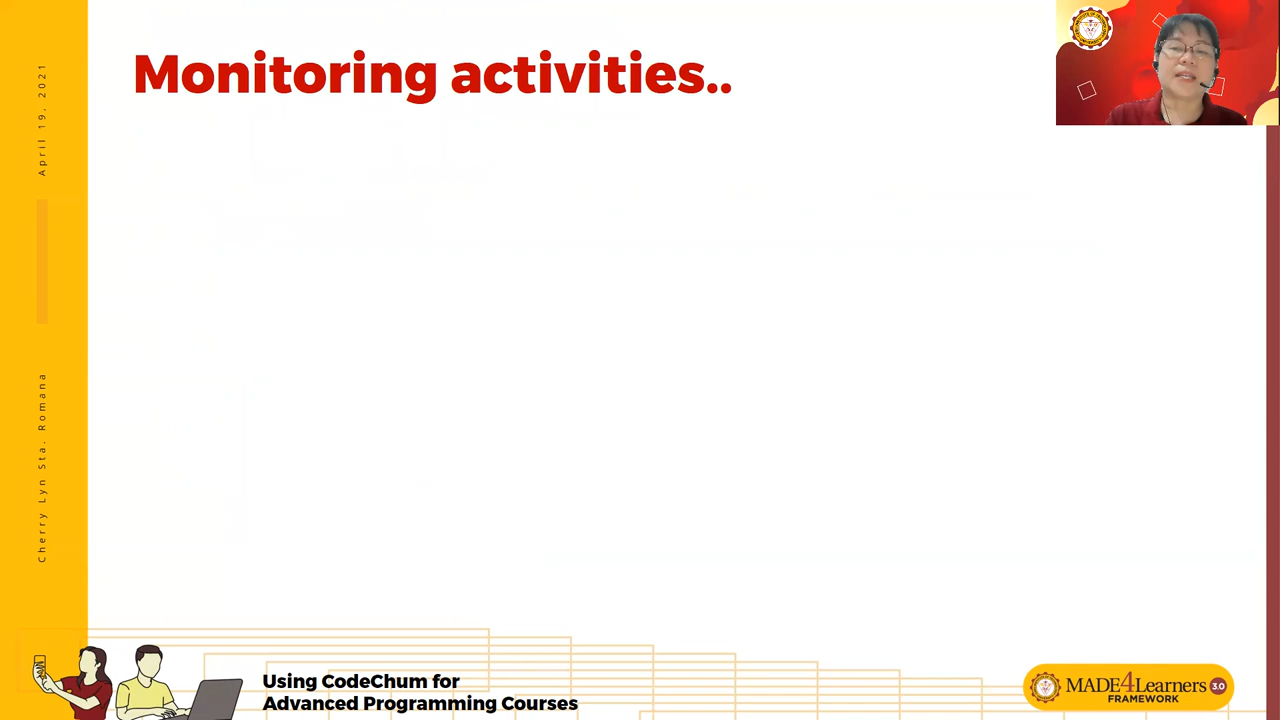 Monitoring activities..
April 19, 2021
Cherry Lyn Sta. Romana
Using CodeChum for
Advanced Programming Courses
MADE4Learners 3.0
FRAMEWORK